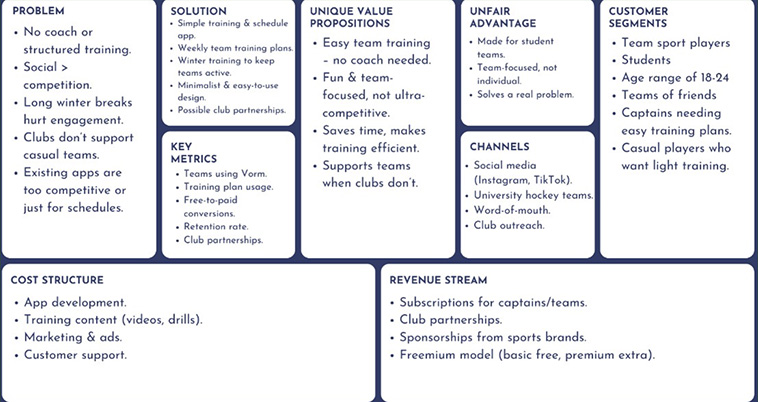 PROBLEM
• No coach or
structured training.
• Social >
competition.
• Long winter breaks
hurt engagement.
• Clubs don't support
casual teams.
• Existing apps are
too competitive or
just for schedules.
SOLUTION
• Simple training & schedule
app.
• Weekly team training plans.
• Winter training to keep
teams active.
• Minimalist & easy-to-use
design.
• Possible club partnerships.
KEY
METRICS
• Teams using Vorm.
• Training plan usage.
• Free-to-paid
conversions.
• Retention rate.
• Club partnerships.
UNIQUE VALUE
PROPOSITIONS
• Easy team training
– no coach needed.
• Fun & team-
focused, not ultra-
competitive.
• Saves time, makes
training efficient.
• Supports teams
when clubs don't.
UNFAIR
ADVANTAGE
• Made for student
teams.
• Team-focused, not
individual.
• Solves a real problem.
CHANNELS
• Social media
(Instagram, TikTok).
• University hockey teams.
• Word-of-mouth.
• Club outreach.
CUSTOMER
SEGMENTS
• Team sport players
• Students
• Age range of 18-24
• Teams of friends
• Captains needing
easy training plans.
• Casual players who
want light training.
COST STRUCTURE
• App development.
• Training content (videos, drills).
• Marketing & ads.
• Customer support.
REVENUE STREAM
• Subscriptions for captains/teams.
• Club partnerships.
• Sponsorships from sports brands.
• Freemium model (basic free, premium extra).